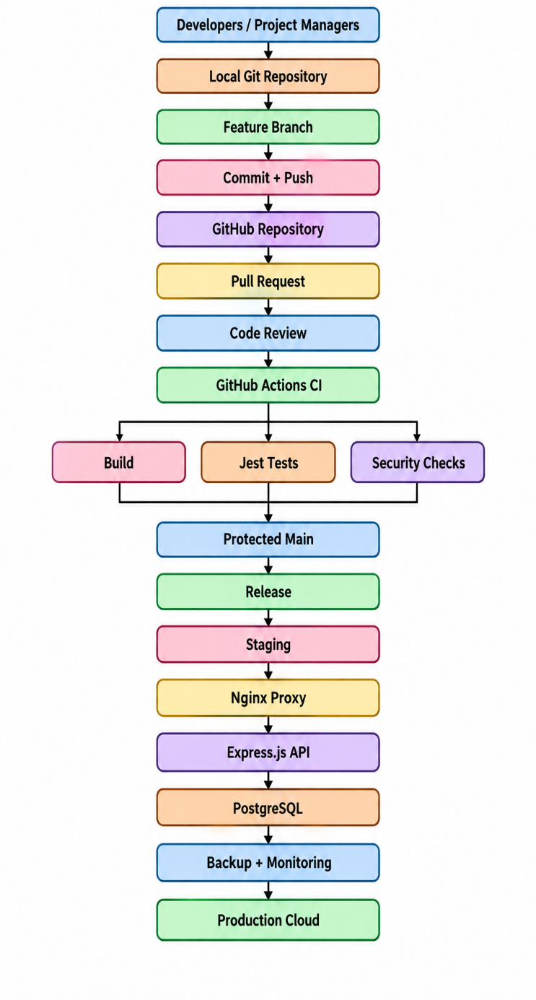 Developers / Project Managers
Local Git Repository
Feature Branch
Commit + Push
GitHub Repository
Pull Request
Code Review
GitHub Actions CI
Build
Jest Tests
Security Checks
Protected Main
Release
Staging
Nginx Proxy
Express.js API
PostgreSQL
Backup + Monitoring
Production Cloud